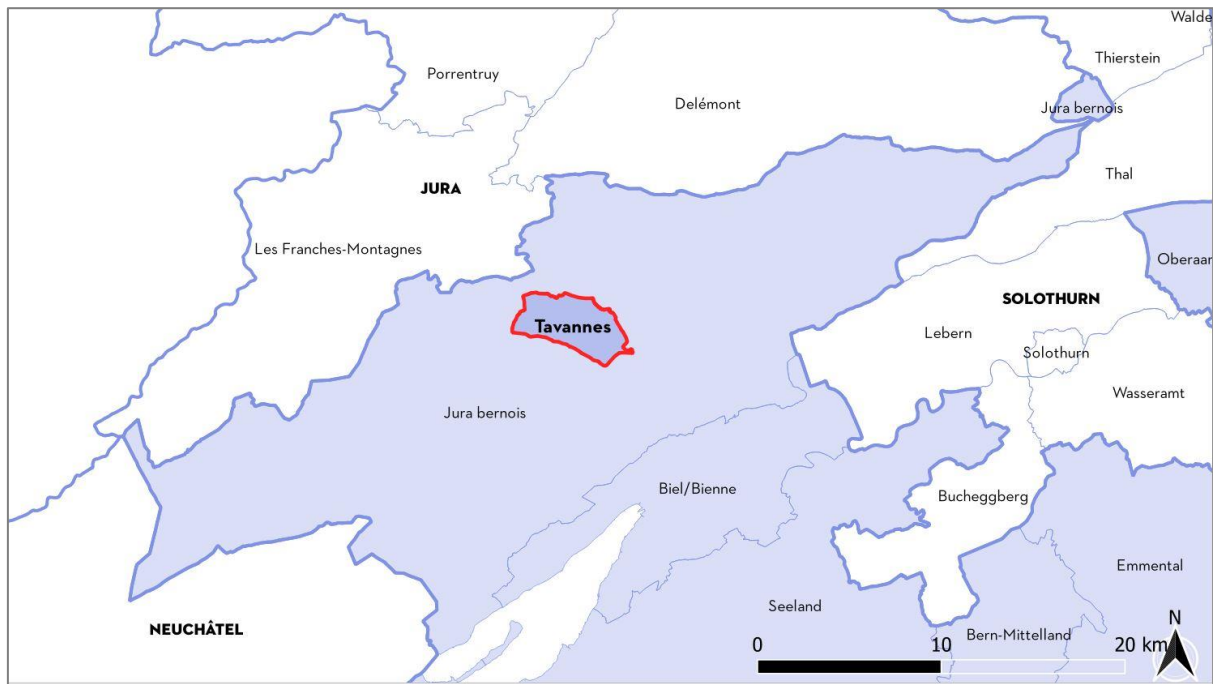 Walde
Thierstein
Porrentruy
Delémont
Jura bernois
Thal
JURA
Les Franches-Montagnes
Oberaar
SOLOTHURN
Tavannes
Lebern
Solothurn
Wasseramt
Jura bernois
Biel/Bienne
Bucheggberg
Emmental
Seeland
N
NEUCHÂTEL
Bern-Mittelland
0 10 20 km